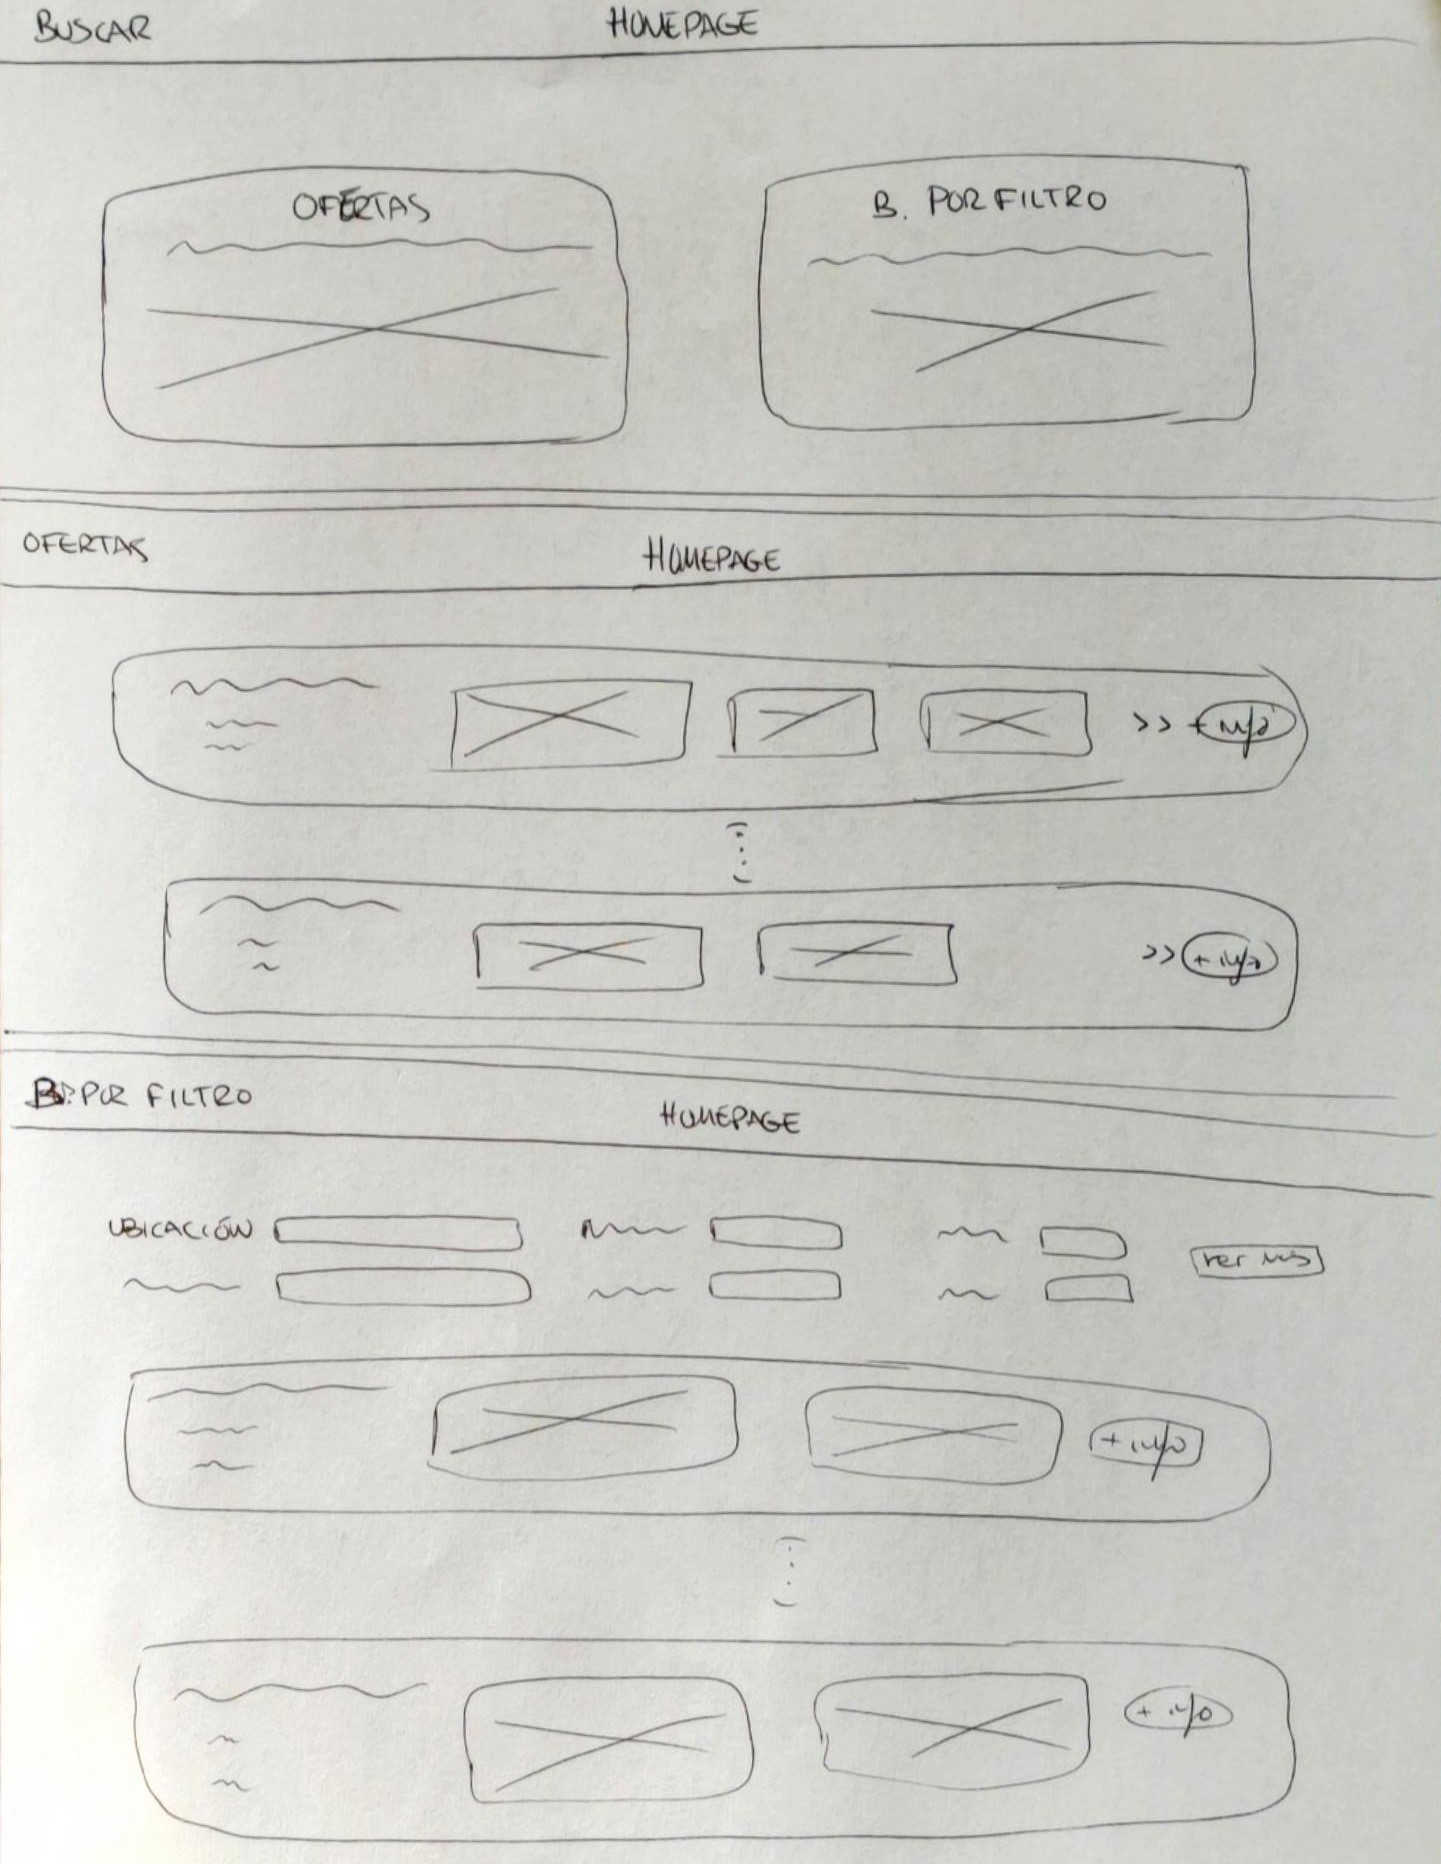 BUSCAR HOMEPAGE
OFERTAS B. POR FILTRO
OFERTAS HOMEPAGE
>> + info
>> + info
B. POR FILTRO HOMEPAGE
UBICACIÓN
ver más
+ info
+ info